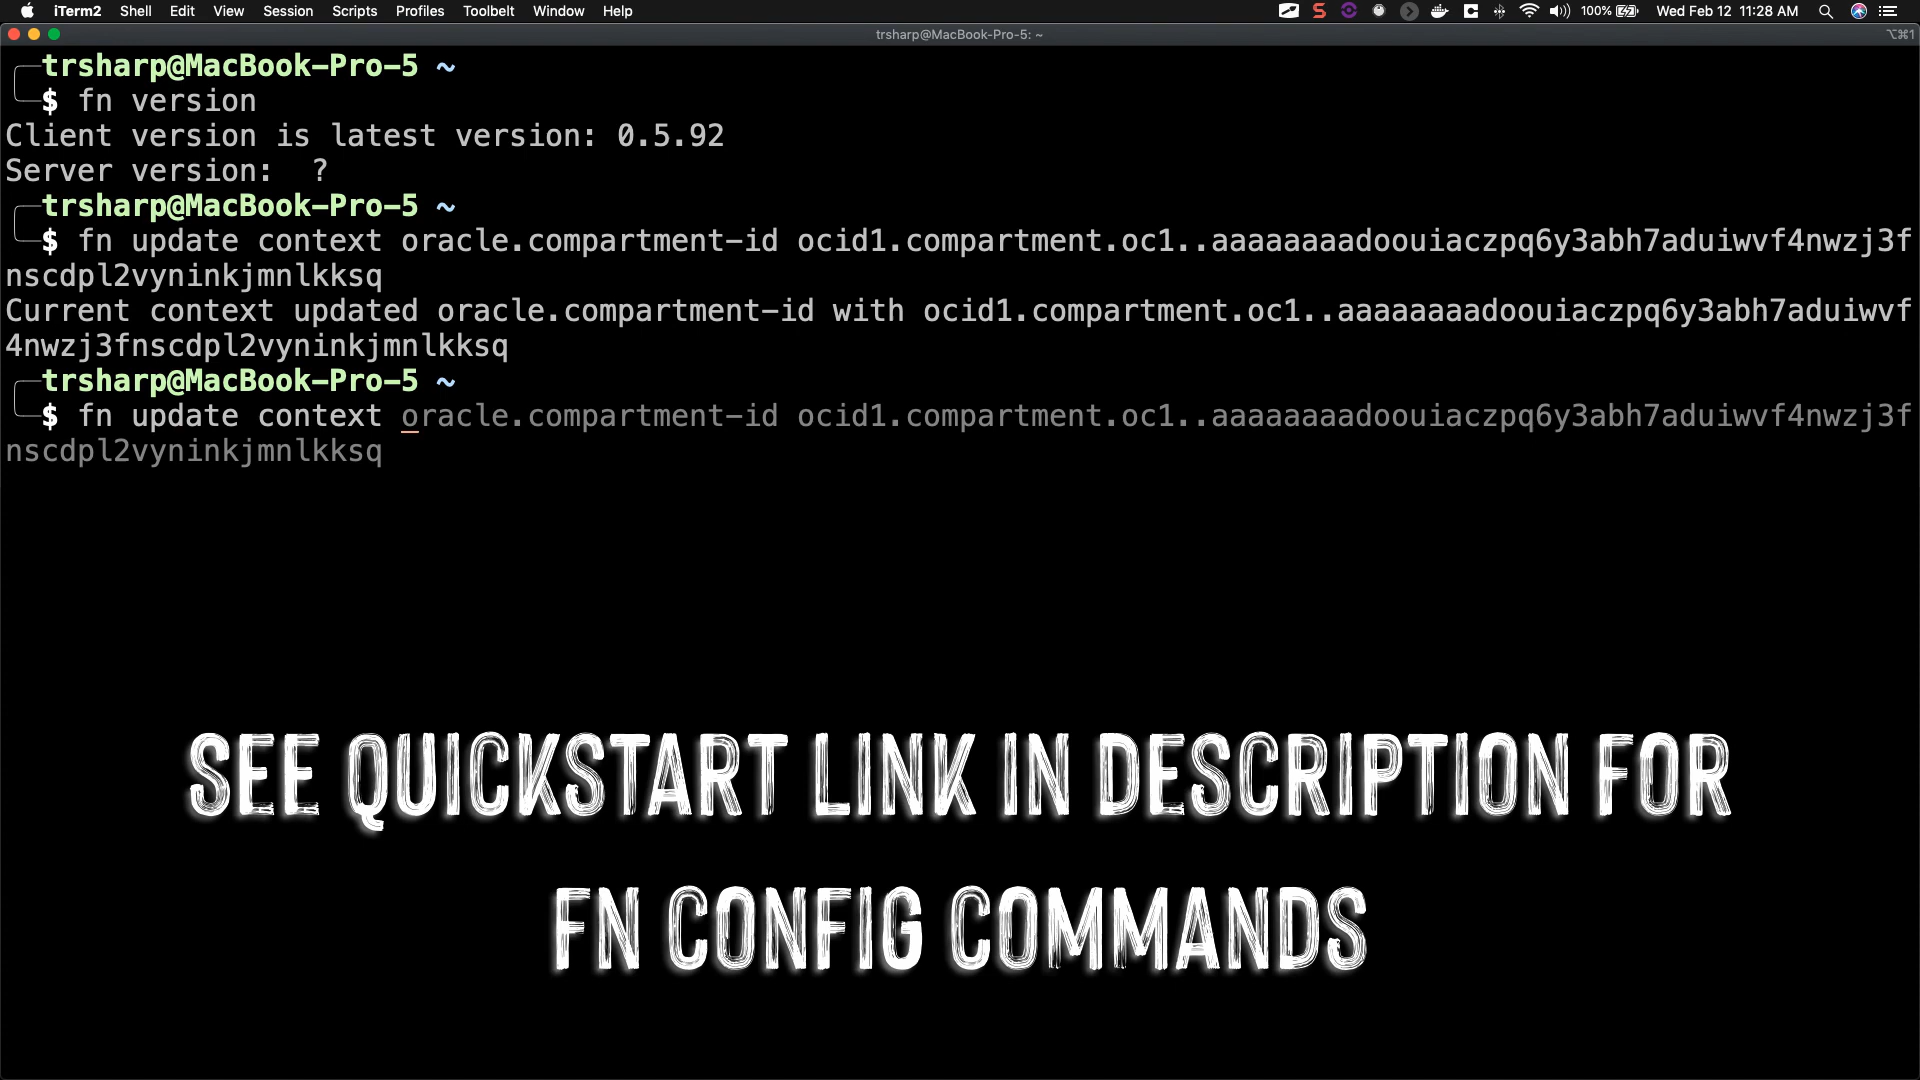 iTerm2 Shell Edit View Session Scripts Profiles Toolbelt Window Help 100% Wed Feb 12 11:28 AM
trsharp@MacBook-Pro-5: ~ ⌥⌘1
trsharp@MacBook-Pro-5 ~
$ fn version
Client version is latest version: 0.5.92
Server version:  ?
trsharp@MacBook-Pro-5 ~
$ fn update context oracle.compartment-id ocid1.compartment.oc1..aaaaaaaadoouiaczpq6y3abh7aduiwvf4nwzj3f
nscdpl2vyninkjmnlkksq
Current context updated oracle.compartment-id with ocid1.compartment.oc1..aaaaaaaadoouiaczpq6y3abh7aduiwvf
4nwzj3fnscdpl2vyninkjmnlkksq
trsharp@MacBook-Pro-5 ~
$ fn update context oracle.compartment-id ocid1.compartment.oc1..aaaaaaaadoouiaczpq6y3abh7aduiwvf4nwzj3f
nscdpl2vyninkjmnlkksq
SEE QUICKSTART LINK IN DESCRIPTION FOR
FN CONFIG COMMANDS